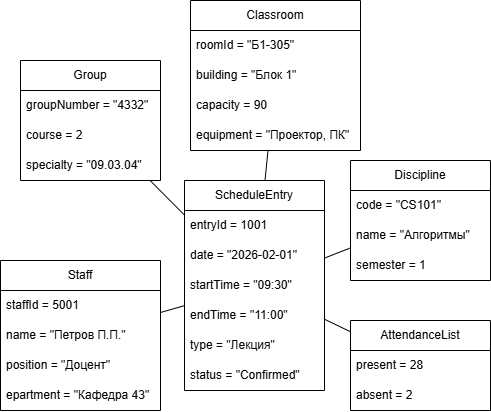 Classroom
roomId = "Б1-305"
building = "Блок 1"
capacity = 90
equipment = "Проектор, ПК"
Group
groupNumber = "4332"
course = 2
specialty = "09.03.04"
ScheduleEntry
entryId = 1001
date = "2026-02-01"
startTime = "09:30"
endTime = "11:00"
type = "Лекция"
status = "Confirmed"
Discipline
code = "CS101"
name = "Алгоритмы"
semester = 1
Staff
staffId = 5001
name = "Петров П.П."
position = "Доцент"
epartment = "Кафедра 43"
AttendanceList
present = 28
absent = 2